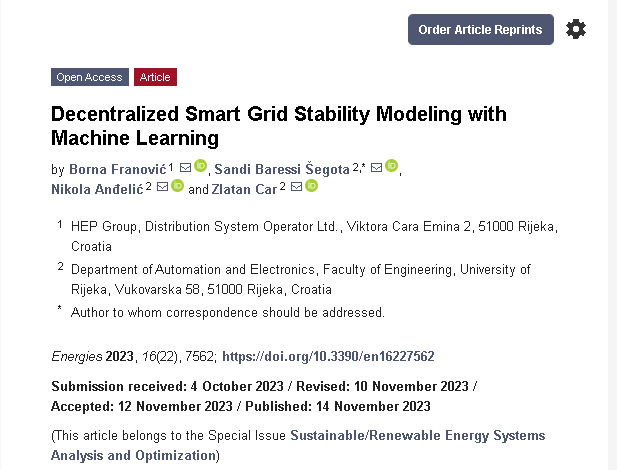 Order Article Reprints
Open Access Article
Decentralized Smart Grid Stability Modeling with
Machine Learning
by Borna Franović 1, Sandi Baressi Šegota 2,*,
Nikola Anđelić 2 and Zlatan Car 2
1 HEP Group, Distribution System Operator Ltd., Viktora Cara Emina 2, 51000 Rijeka,
Croatia
2 Department of Automation and Electronics, Faculty of Engineering, University of
Rijeka, Vukovarska 58, 51000 Rijeka, Croatia
* Author to whom correspondence should be addressed.
Energies 2023, 16(22), 7562; https://doi.org/10.3390/en16227562
Submission received: 4 October 2023 / Revised: 10 November 2023 /
Accepted: 12 November 2023 / Published: 14 November 2023
(This article belongs to the Special Issue Sustainable/Renewable Energy Systems
Analysis and Optimization)